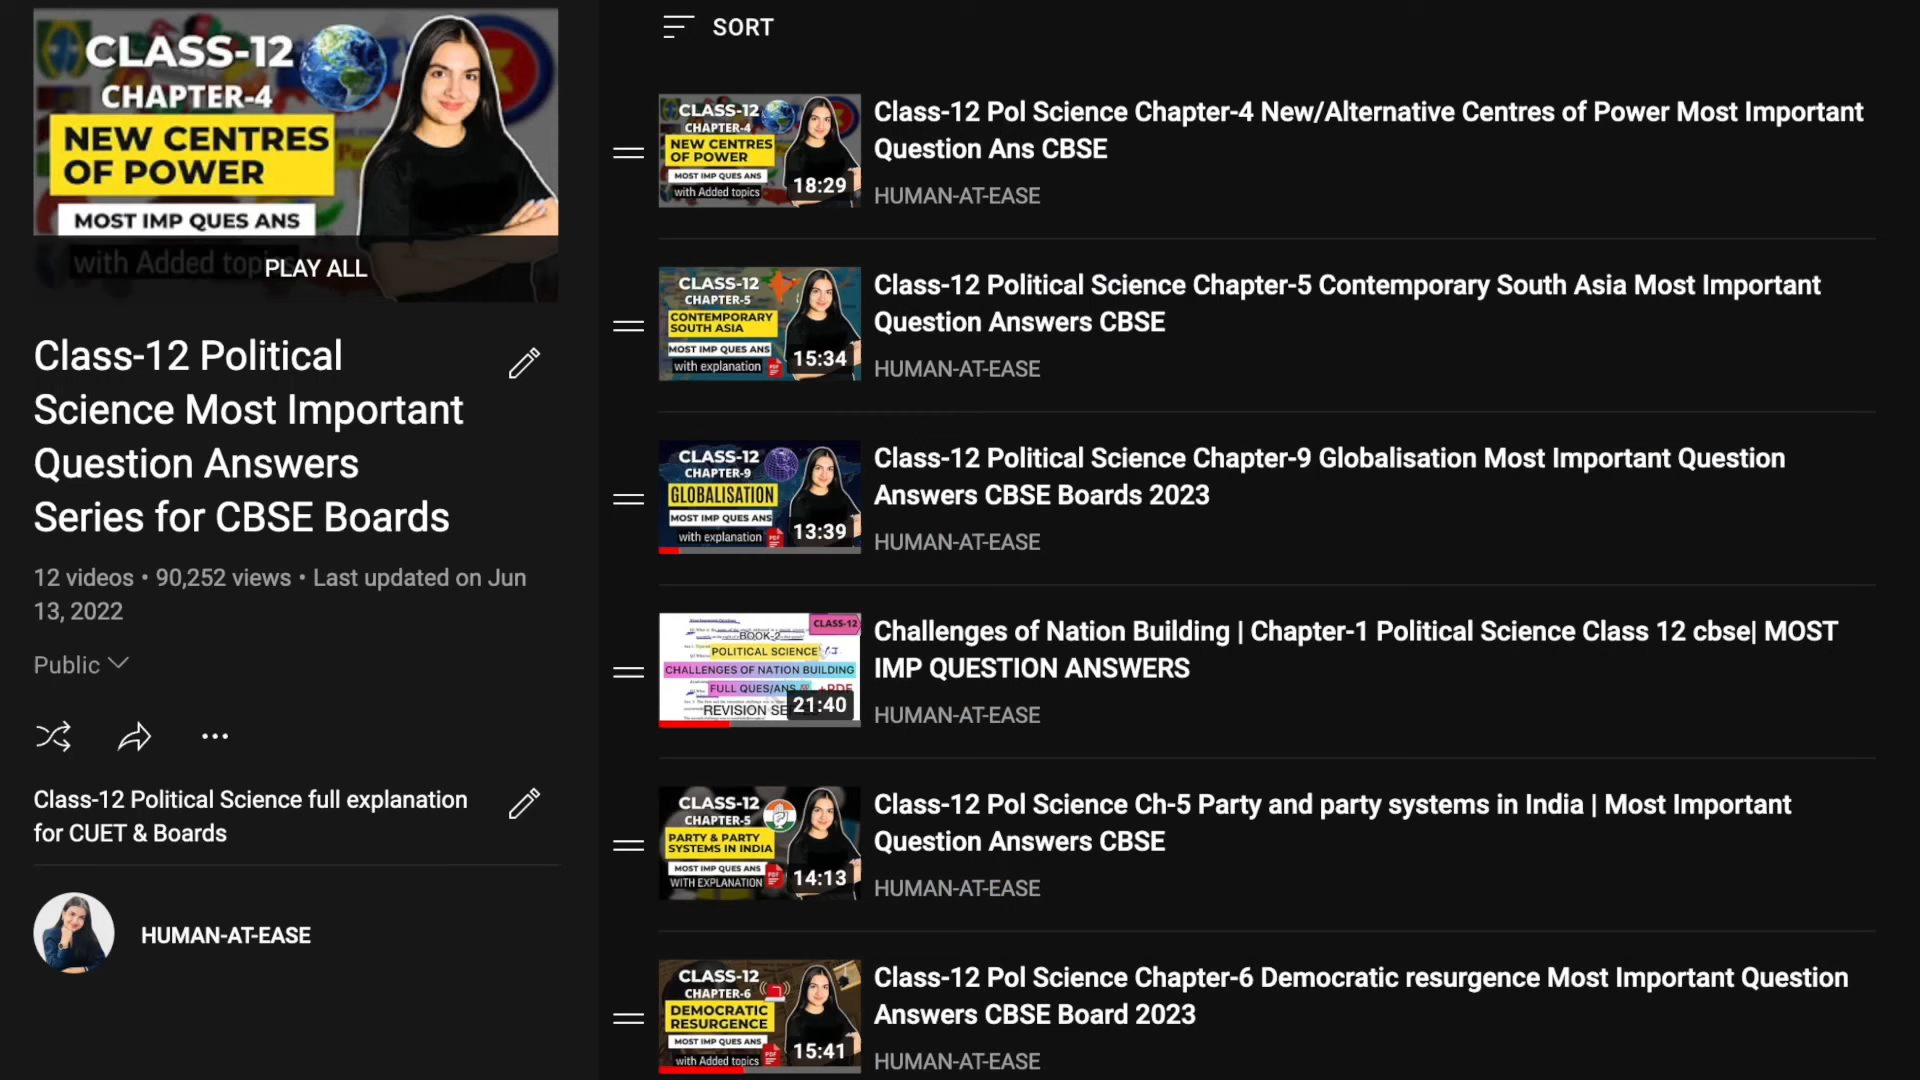 CLASS-12
CHAPTER-4
NEW CENTRES
OF POWER
MOST IMP QUES ANS
with Added topics
PLAY ALL
Class-12 Political
Science Most Important
Question Answers
Series for CBSE Boards
12 videos • 90,252 views • Last updated on Jun
13, 2022
Public
Class-12 Political Science full explanation
for CUET & Boards
HUMAN-AT-EASE
SORT
CLASS-12
CHAPTER-4
NEW CENTRES
OF POWER
MOST IMP QUES ANS
with Added topics
18:29
Class-12 Pol Science Chapter-4 New/Alternative Centres of Power Most Important
Question Ans CBSE
HUMAN-AT-EASE
CLASS-12
CHAPTER-5
CONTEMPORARY
SOUTH ASIA
MOST IMP QUES ANS
with explanation
PDF
15:34
Class-12 Political Science Chapter-5 Contemporary South Asia Most Important
Question Answers CBSE
HUMAN-AT-EASE
CLASS-12
CHAPTER-9
GLOBALISATION
MOST IMP QUES ANS
with explanation
PDF
13:39
Class-12 Political Science Chapter-9 Globalisation Most Important Question
Answers CBSE Boards 2023
HUMAN-AT-EASE
CLASS-12
BOOK-2
POLITICAL SCIENCE
CHALLENGES OF NATION BUILDING
FULL QUES/ANS 💯 +PDF
REVISION SE
21:40
Challenges of Nation Building | Chapter-1 Political Science Class 12 cbse| MOST
IMP QUESTION ANSWERS
HUMAN-AT-EASE
CLASS-12
CHAPTER-5
PARTY & PARTY
SYSTEMS IN INDIA
MOST IMP QUES ANS
WITH EXPLANATION
PDF
14:13
Class-12 Pol Science Ch-5 Party and party systems in India | Most Important
Question Answers CBSE
HUMAN-AT-EASE
CLASS-12
CHAPTER-6
DEMOCRATIC
RESURGENCE
MOST IMP QUES ANS
with Added topics
PDF
15:41
Class-12 Pol Science Chapter-6 Democratic resurgence Most Important Question
Answers CBSE Board 2023
HUMAN-AT-EASE